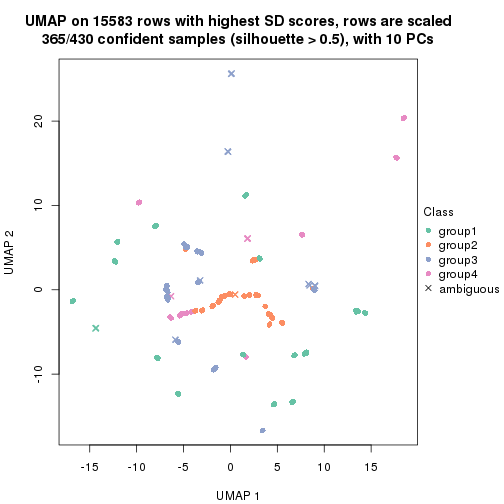 UMAP on 15583 rows with highest SD scores, rows are scaled
365/430 confident samples (silhouette > 0.5), with 10 PCs
20
10
0
-10
UMAP 2
-15
-10
-5
0
5
10
15
UMAP 1
Class
group1
group2
group3
group4
ambiguous